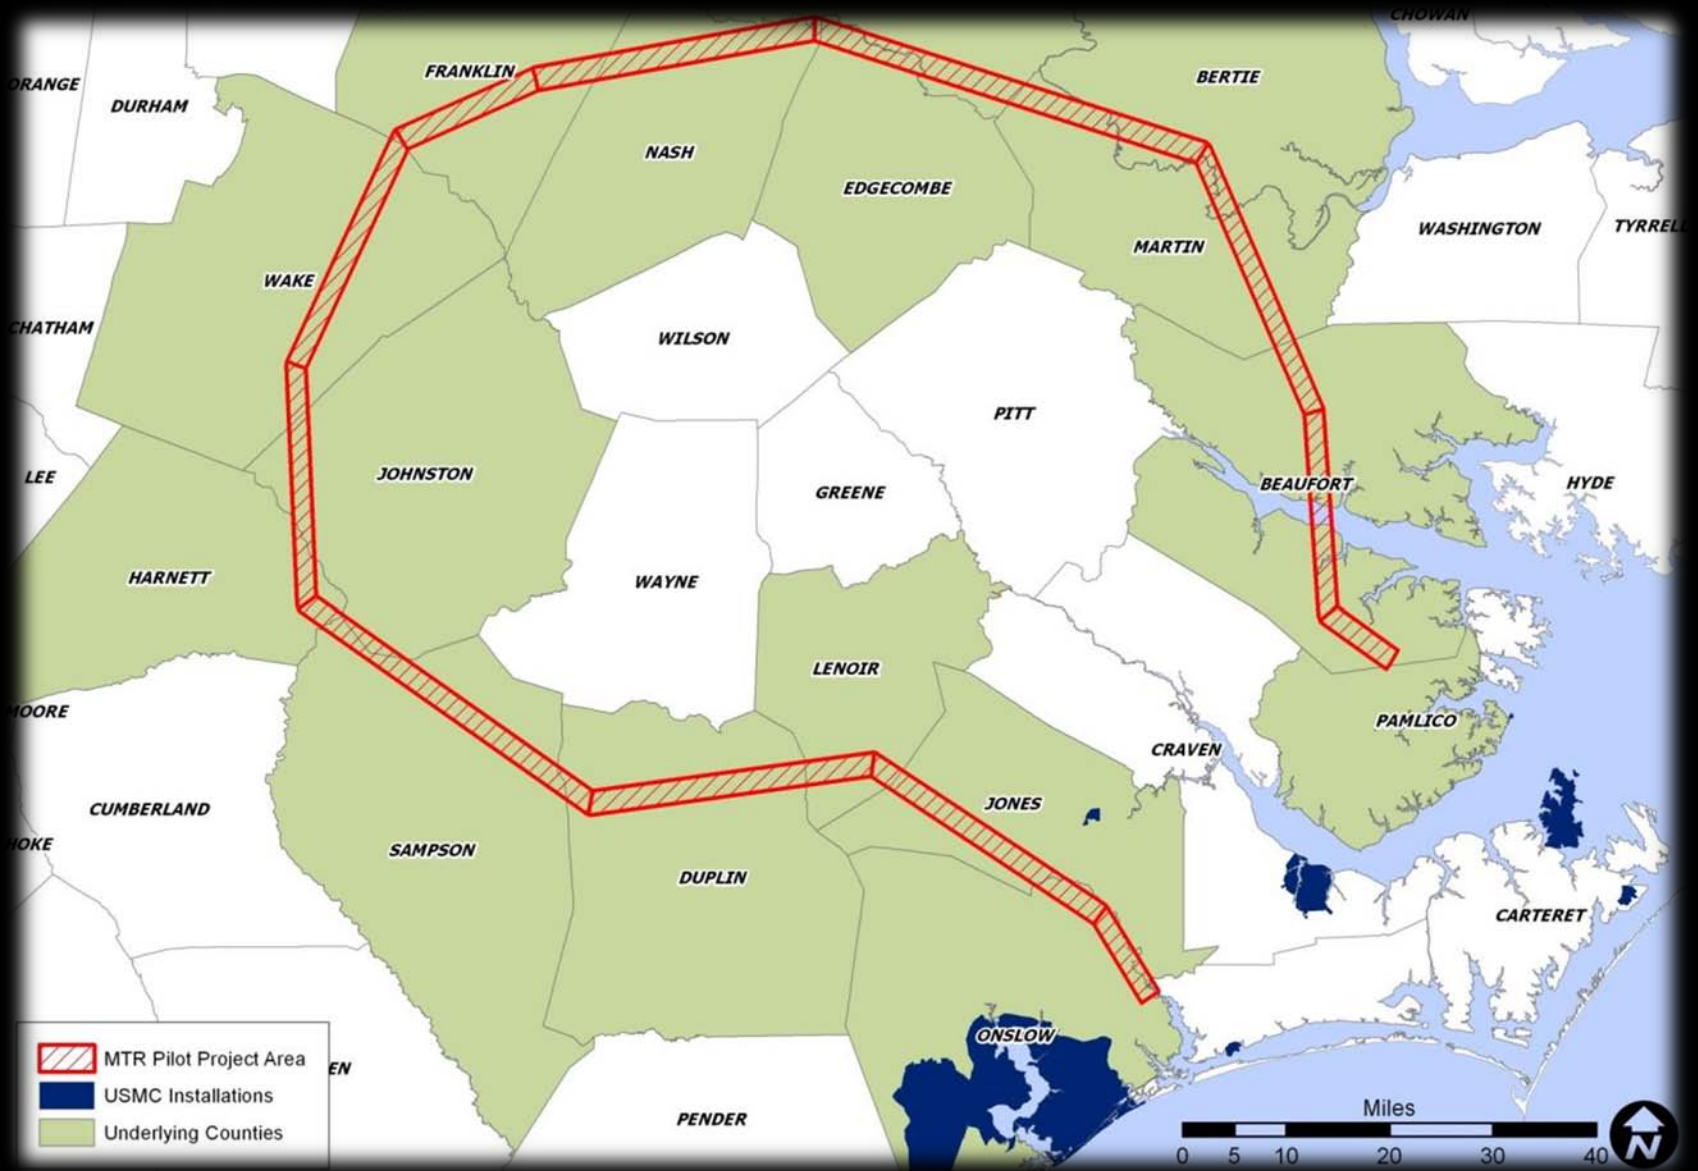 CHOWAN
FRANKLIN
BERTIE
ORANGE
DURHAM
NASH
EDGECOMBE
WASHINGTON
TYRREL
MARTIN
WAKE
CHATHAM
WILSON
PITT
LEE
JOHNSTON
GREENE
BEAUFORT
HYDE
HARNETT
WAYNE
LENOIR
MOORE
PAMLICO
CRAVEN
CUMBERLAND
JONES
HOKE
SAMPSON
DUPLIN
CARTERET
ONSLOW
EN
PENDER
MTR Pilot Project Area
USMC Installations
Underlying Counties
Miles
0 5 10 20 30 40
N